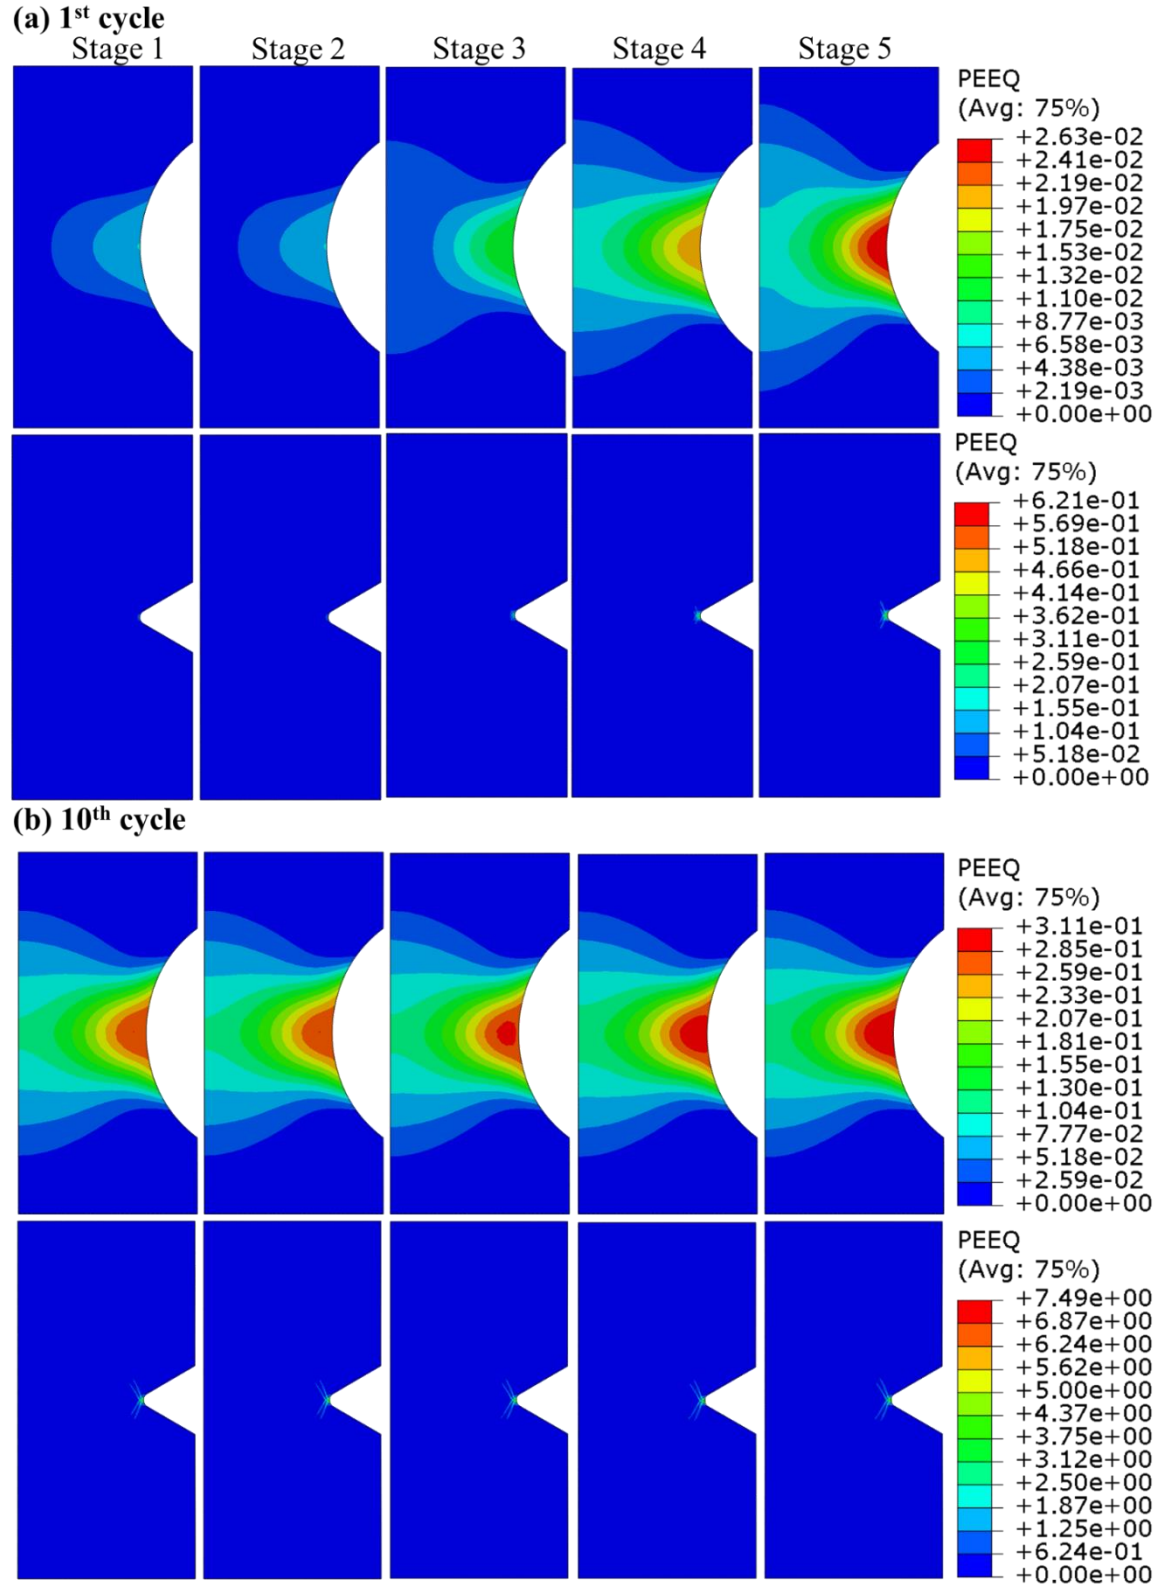 (a) 1st cycle
Stage 1 Stage 2 Stage 3 Stage 4 Stage 5
PEEQ
(Avg: 75%)
+2.63e-02
+2.41e-02
+2.19e-02
+1.97e-02
+1.75e-02
+1.53e-02
+1.32e-02
+1.10e-02
+8.77e-03
+6.58e-03
+4.38e-03
+2.19e-03
+0.00e+00
PEEQ
(Avg: 75%)
+6.21e-01
+5.69e-01
+5.18e-01
+4.66e-01
+4.14e-01
+3.62e-01
+3.11e-01
+2.59e-01
+2.07e-01
+1.55e-01
+1.04e-01
+5.18e-02
+0.00e+00
(b) 10th cycle
PEEQ
(Avg: 75%)
+3.11e-01
+2.85e-01
+2.59e-01
+2.33e-01
+2.07e-01
+1.81e-01
+1.55e-01
+1.30e-01
+1.04e-01
+7.77e-02
+5.18e-02
+2.59e-02
+0.00e+00
PEEQ
(Avg: 75%)
+7.49e+00
+6.87e+00
+6.24e+00
+5.62e+00
+5.00e+00
+4.37e+00
+3.75e+00
+3.12e+00
+2.50e+00
+1.87e+00
+1.25e+00
+6.24e-01
+0.00e+00